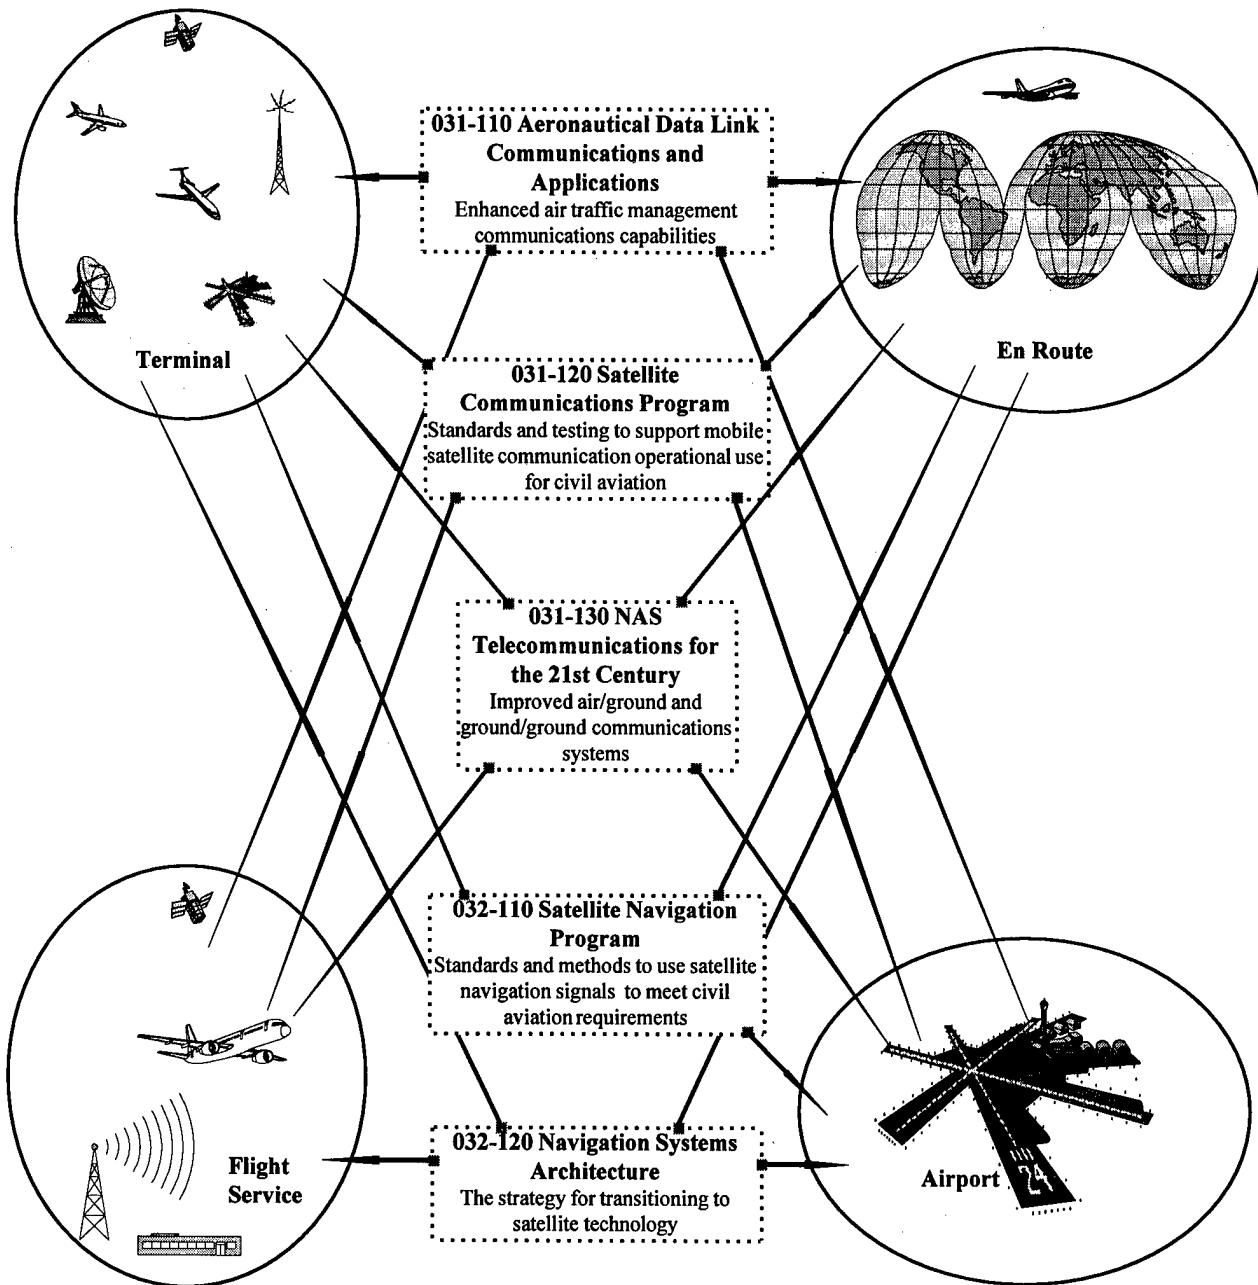 031-110 Aeronautical Data Link
Communications and
Applications
Enhanced air traffic management
communications capabilities
Terminal
En Route
031-120 Satellite
Communications Program
Standards and testing to support mobile
satellite communication operational use
for civil aviation
031-130 NAS
Telecommunications for
the 21st Century
Improved air/ground and
ground/ground communications
systems
032-110 Satellite Navigation
Program
Standards and methods to use satellite
navigation signals to meet civil
aviation requirements
032-120 Navigation Systems
Architecture
The strategy for transitioning to
satellite technology
Flight
Service
Airport
24